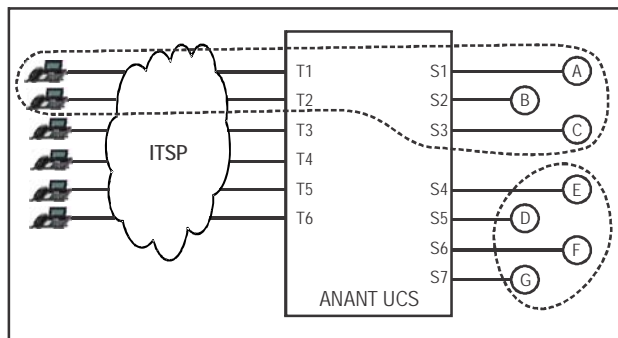 T1 S1 A
T2 S2 B
T3 S3 C
ITSP
T4
T5 S4 E
T6 S5 D
S6 F
S7 G
ANANT UCS